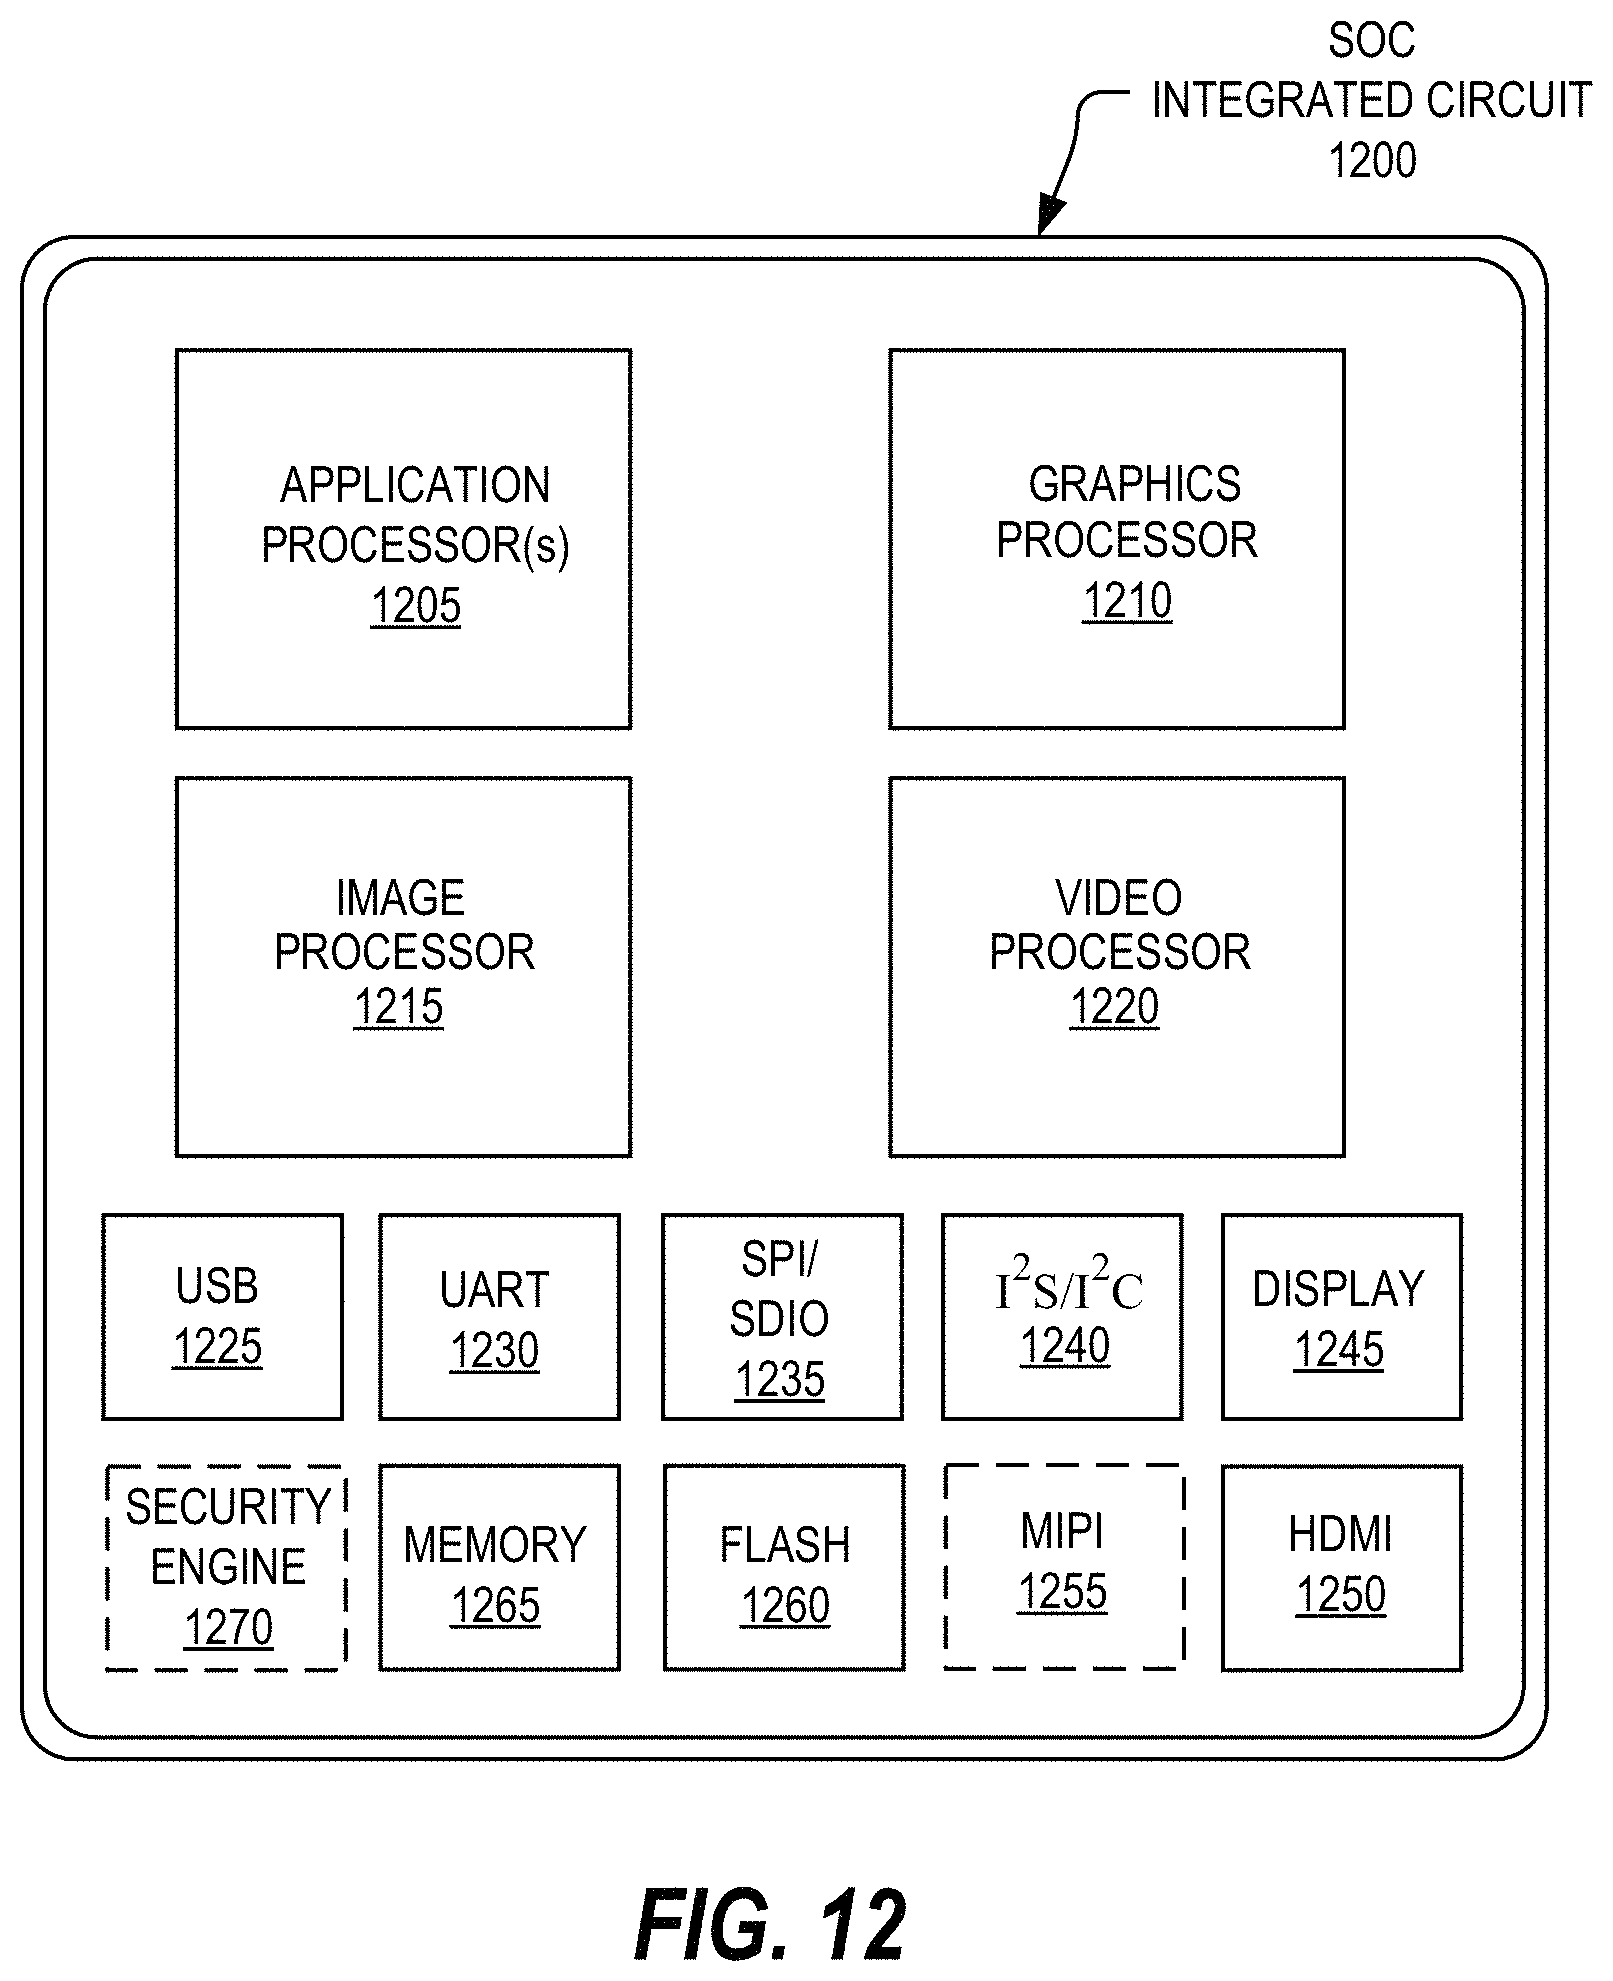 SOC
INTEGRATED CIRCUIT
1200
APPLICATION
PROCESSOR(s)
1205
GRAPHICS
PROCESSOR
1210
IMAGE
PROCESSOR
1215
VIDEO
PROCESSOR
1220
USB
1225
UART
1230
SPI/
SDIO
1235
I²S/I²C
1240
DISPLAY
1245
SECURITY
ENGINE
1270
MEMORY
1265
FLASH
1260
MIPI
1255
HDMI
1250
FIG. 12